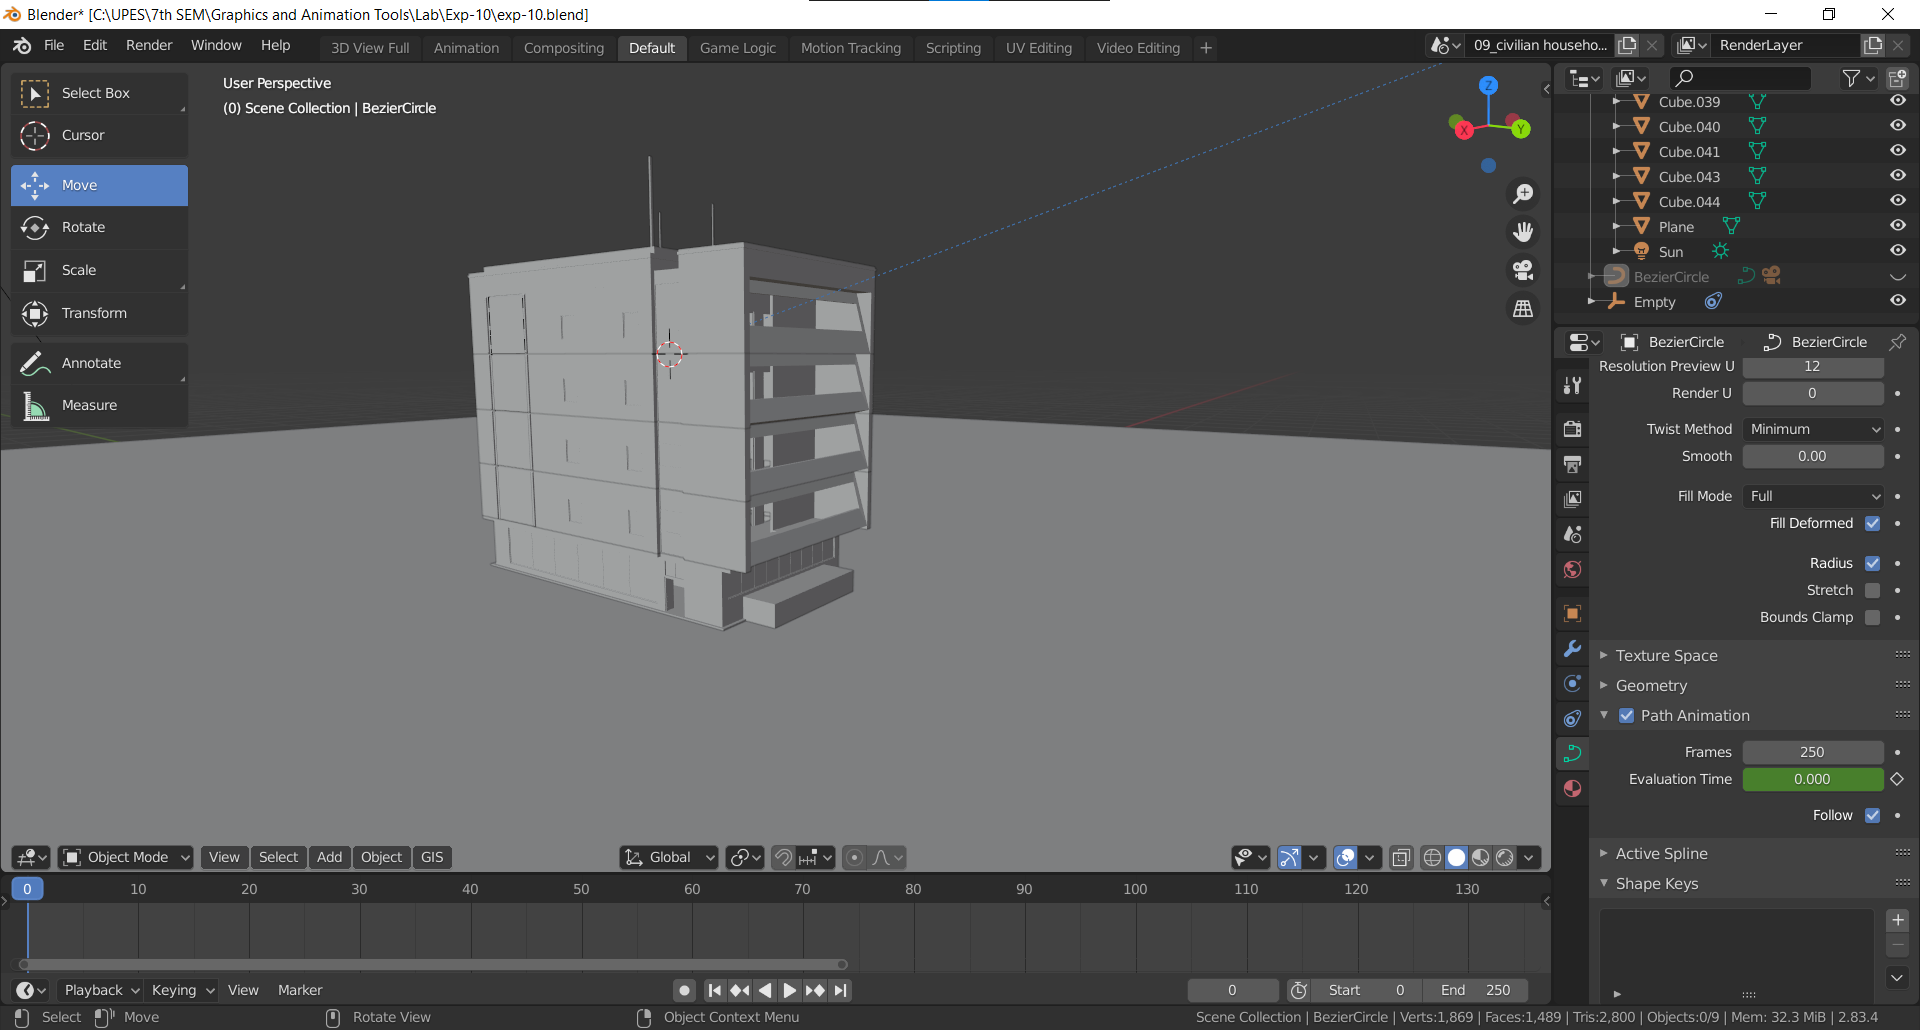 Blender* [C:\UPES\7th SEM\Graphics and Animation Tools\Lab\Exp-10\exp-10.blend]
File Edit Render Window Help
3D View Full Animation Compositing Default Game Logic Motion Tracking Scripting UV Editing Video Editing +
09_civilian househo... RenderLayer
Select Box
Cursor
Move
Rotate
Scale
Transform
Annotate
Measure
User Perspective
(0) Scene Collection | BezierCircle
Z
X
Y
Cube.039
Cube.040
Cube.041
Cube.043
Cube.044
Plane
Sun
BezierCircle
Empty
BezierCircle BezierCircle
Resolution Preview U 12
Render U 0
Twist Method Minimum
Smooth 0.00
Fill Mode Full
Fill Deformed
Radius
Stretch
Bounds Clamp
Texture Space
Geometry
Path Animation
Frames 250
Evaluation Time 0.000
Follow
Active Spline
Shape Keys
Object Mode View Select Add Object GIS Global
0 10 20 30 40 50 60 70 80 90 100 110 120 130
Playback Keying View Marker 0 Start 0 End 250
Select Move Rotate View Object Context Menu Scene Collection | BezierCircle | Verts:1,869 | Faces:1,489 | Tris:2,800 | Objects:0/9 | Mem: 32.3 MiB | 2.83.4